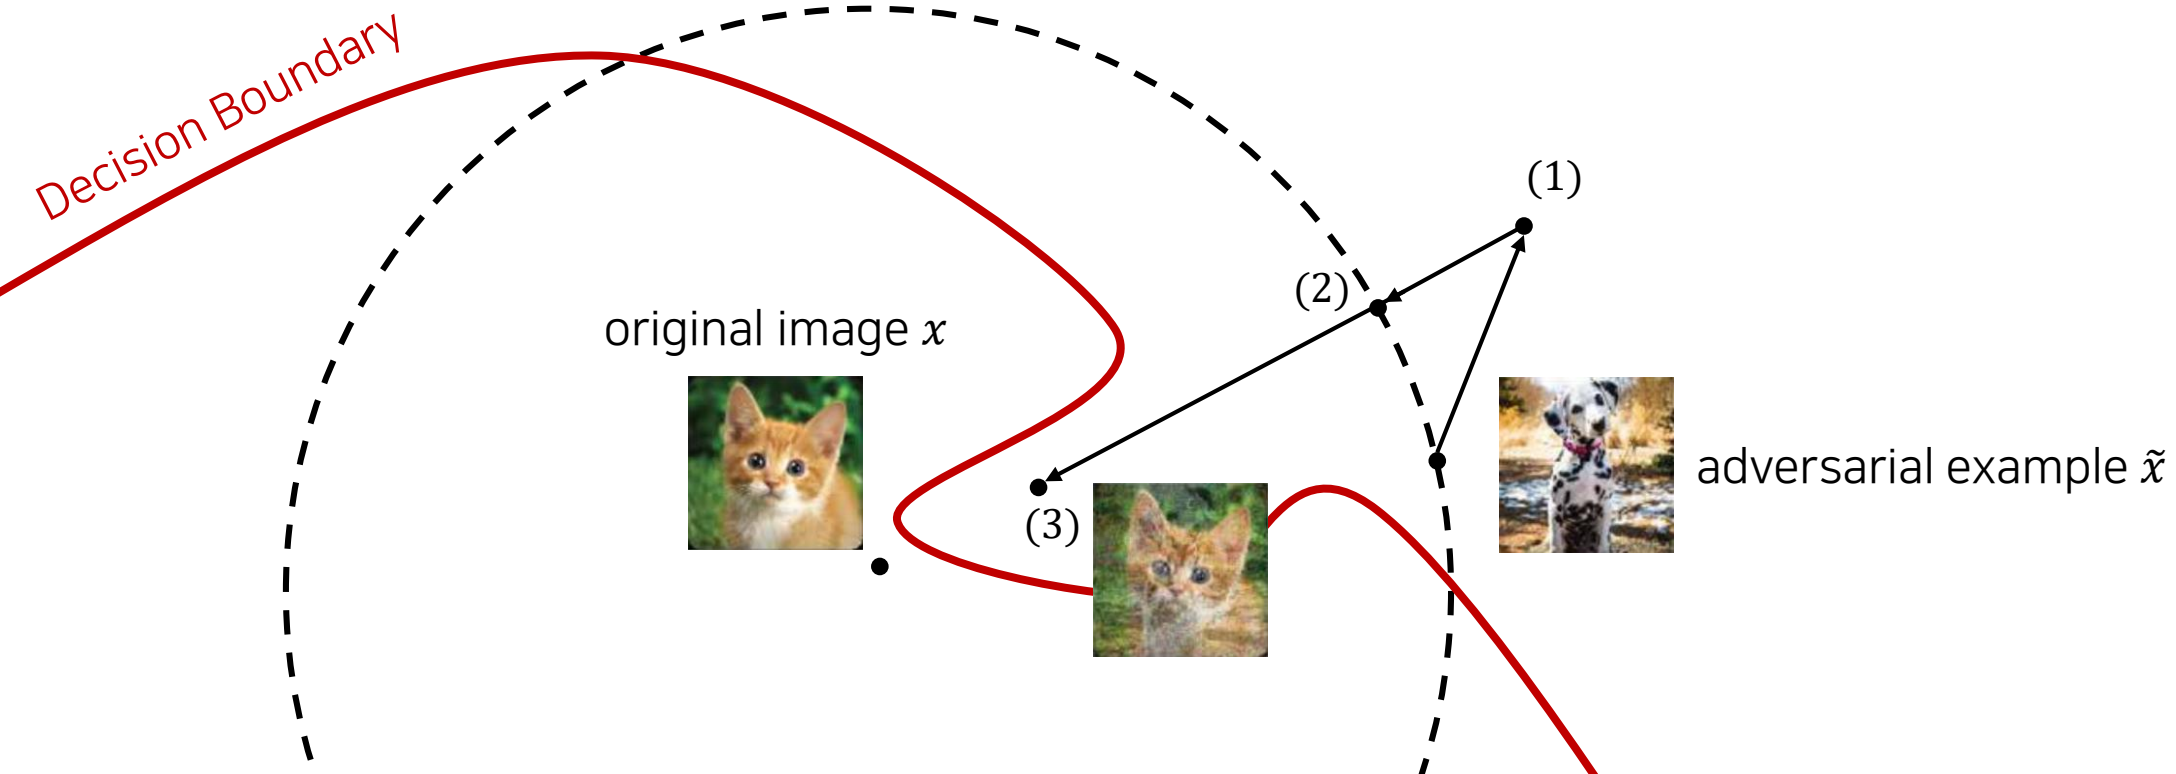 Decision Boundary
(1)
(2)
original image x
adversarial example x̃
(3)